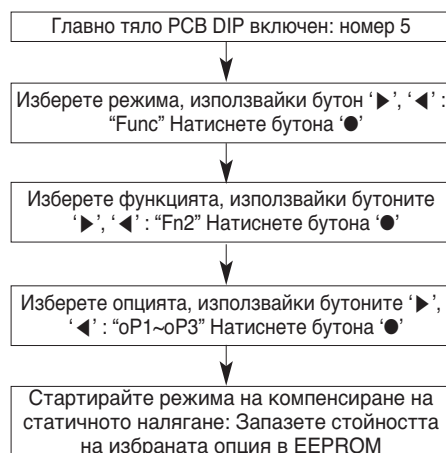 Главно тяло PCB DIP включен: номер 5
Изберете режима, използвайки бутон ‘▶’, ‘◀’ :
“Func” Натиснете бутона ‘●’
Изберете функцията, използвайки бутоните
‘▶’, ‘◀’ : “Fn2” Натиснете бутона ‘●’
Изберете опцията, използвайки бутоните ‘▶’,
‘◀’ : “oP1~oP3” Натиснете бутона ‘●’
Стартирайте режима на компенсиране на
статичното налягане: Запазете стойността
на избраната опция в EEPROM